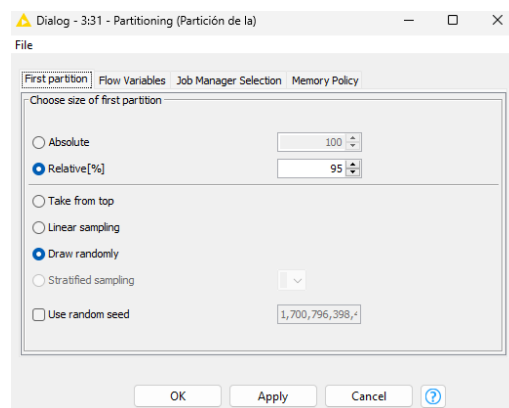 Dialog - 3:31 - Partitioning (Partición de la)
File
First partition Flow Variables Job Manager Selection Memory Policy
Choose size of first partition
Absolute 100
Relative[%] 95
Take from top
Linear sampling
Draw randomly
Stratified sampling
Use random seed 1,700,796,398,
OK Apply Cancel ?